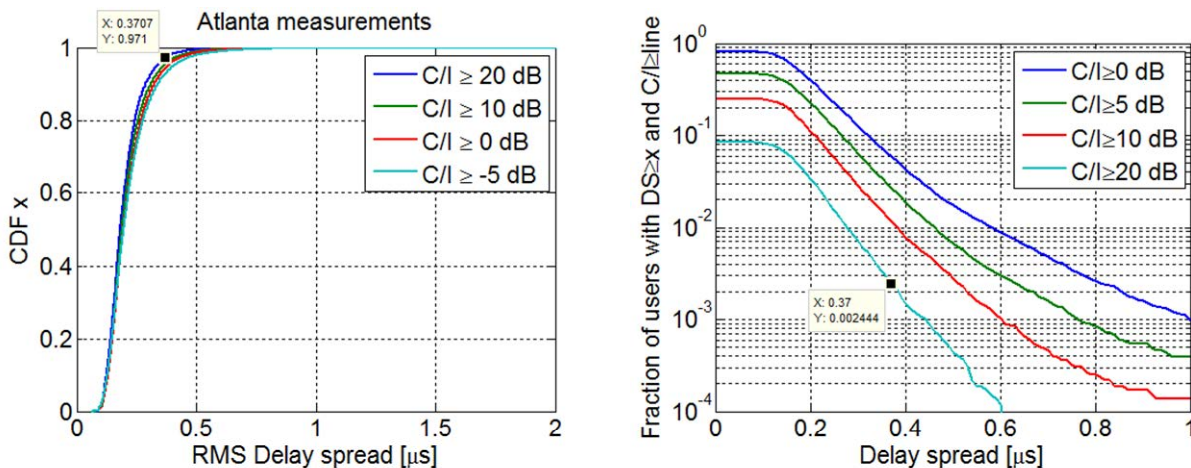 Atlanta measurements
X: 0.3707
Y: 0.971
CDF x
1
0.8
0.6
0.4
0.2
0
C/I ≥ 20 dB
C/I ≥ 10 dB
C/I ≥ 0 dB
C/I ≥ -5 dB
0 0.5 1 1.5 2
RMS Delay spread [μs]
Fraction of users with DS≥x and C/I≥line
10^0
10^-1
10^-2
10^-3
10^-4
C/I≥0 dB
C/I≥5 dB
C/I≥10 dB
C/I≥20 dB
X: 0.37
Y: 0.002444
0 0.2 0.4 0.6 0.8 1
Delay spread [μs]